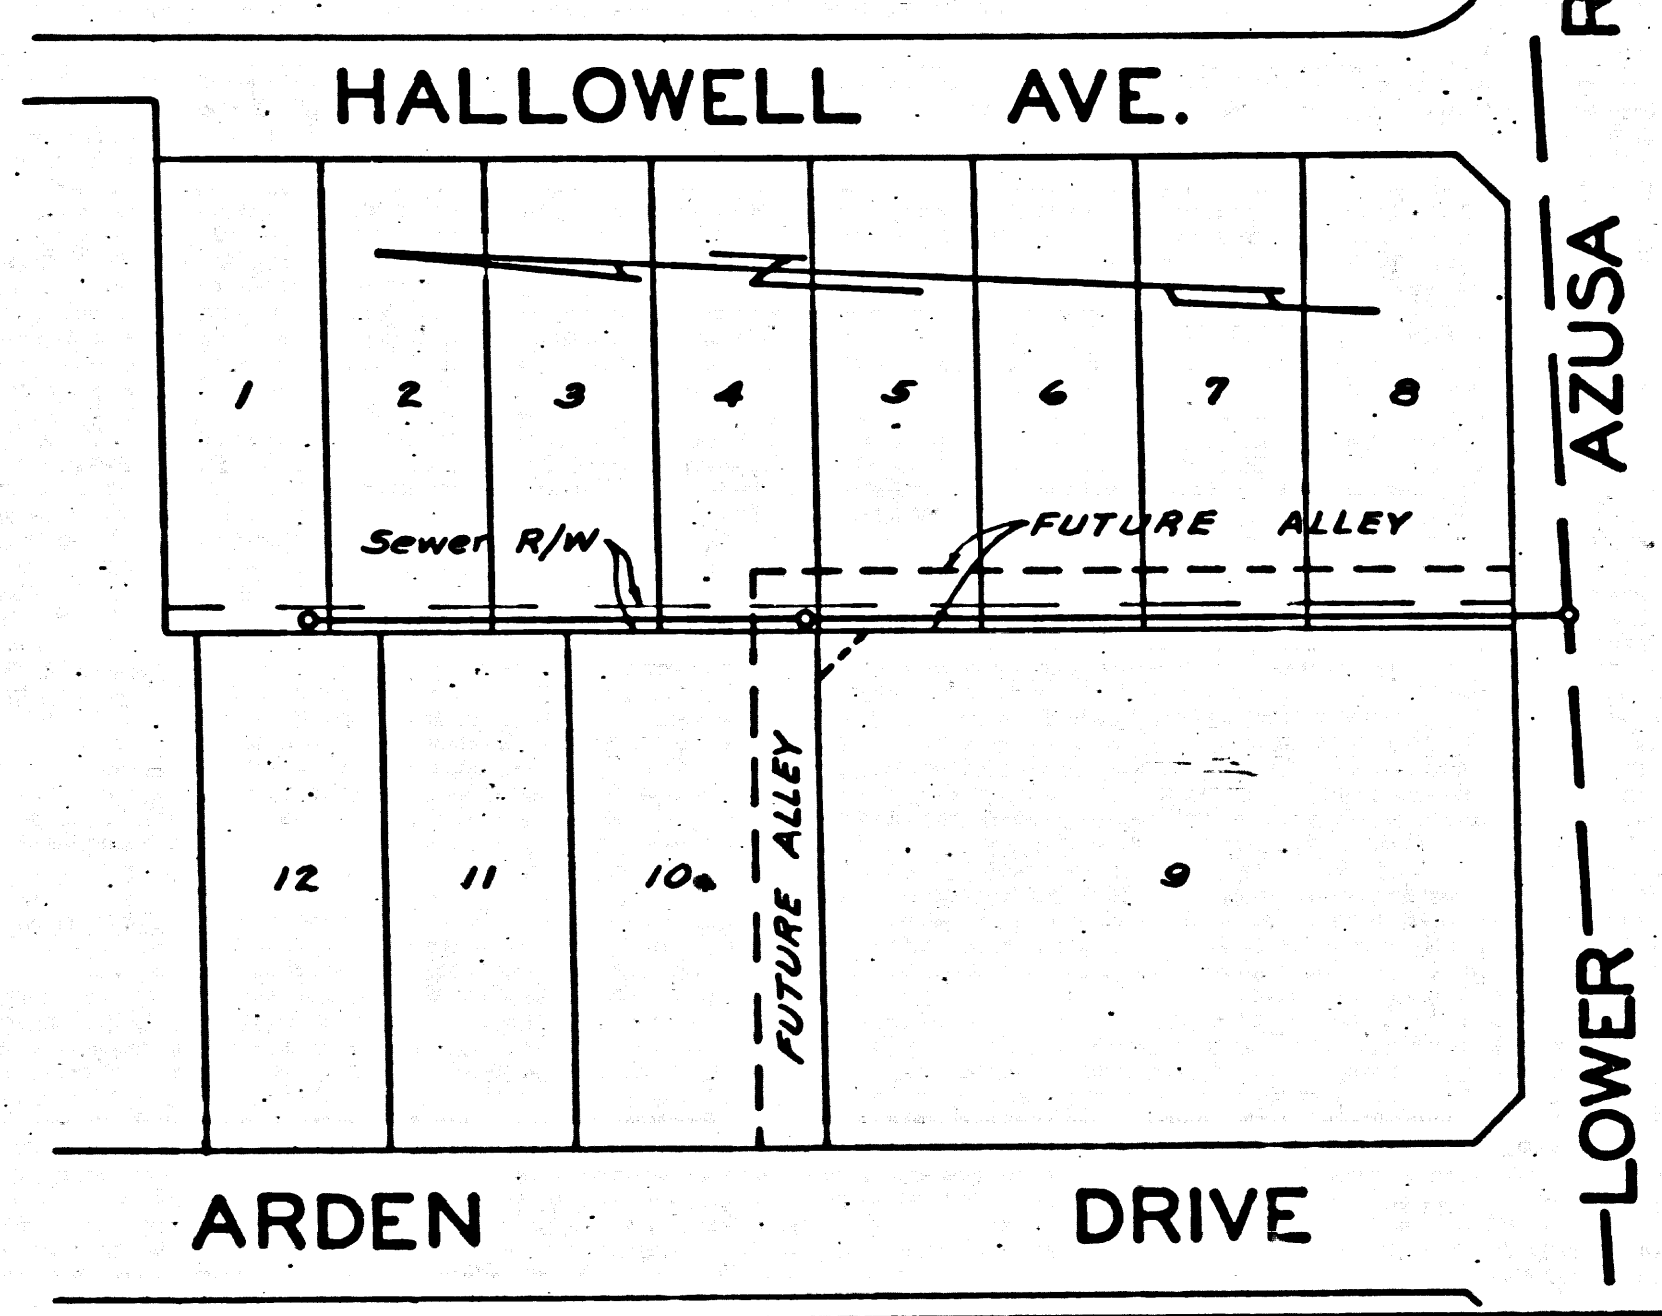 HALLOWELL AVE.
1 2 3 4 5 6 7 8
Sewer R/W
FUTURE ALLEY
12 11 10 9
FUTURE ALLEY
ARDEN DRIVE
LOWER AZUSA R